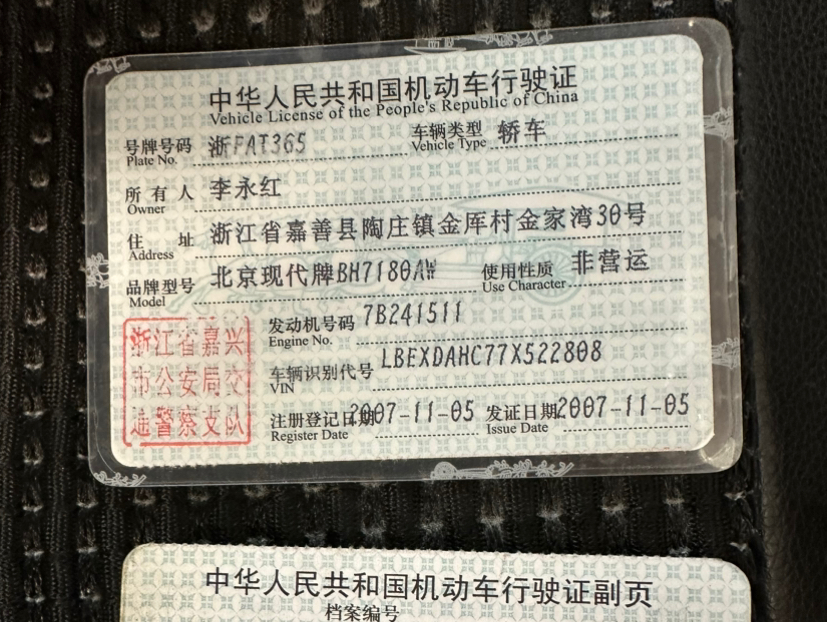 中华人民共和国机动车行驶证
Vehicle License of the People's Republic of China
号牌号码 浙FAT365 车辆类型 轿车
Plate No. Vehicle Type
所有人 李永红
Owner
住址 浙江省嘉善县陶庄镇金厍村金家湾30号
Address
品牌型号 北京现代牌BH7180AW 使用性质 非营运
Model Use Character
发动机号码 7B241511
Engine No.
车辆识别代号 LBEXDAHC77X522808
VIN
注册登记日期 2007-11-05 发证日期 2007-11-05
Register Date Issue Date
浙江省嘉兴
市公安局交
通警察支队
中华人民共和国机动车行驶证副页
档案编号